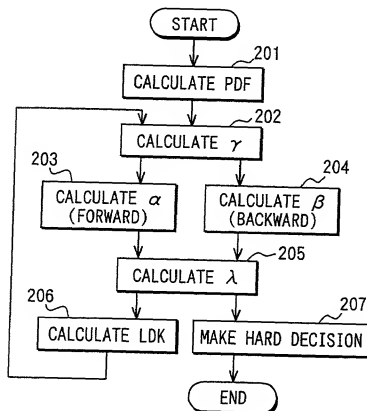 START
201
CALCULATE PDF
202
CALCULATE γ
203
204
CALCULATE α
(FORWARD)
CALCULATE β
(BACKWARD)
205
CALCULATE λ
206
207
CALCULATE LDK
MAKE HARD DECISION
END